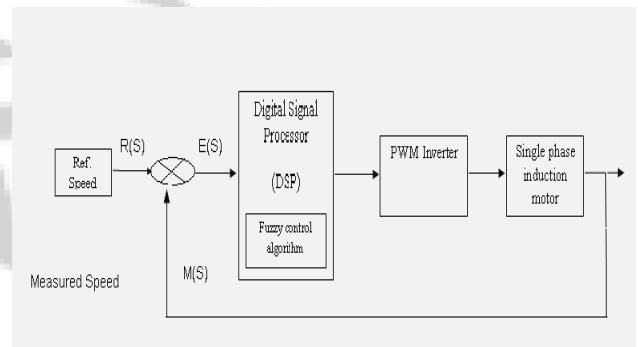 Digital Signal
Processor
(DSP)
Fuzzy control
algorithm
R(S)
E(S)
Ref.
Speed
PWM Inverter
Single phase
induction
motor
M(S)
Measured Speed